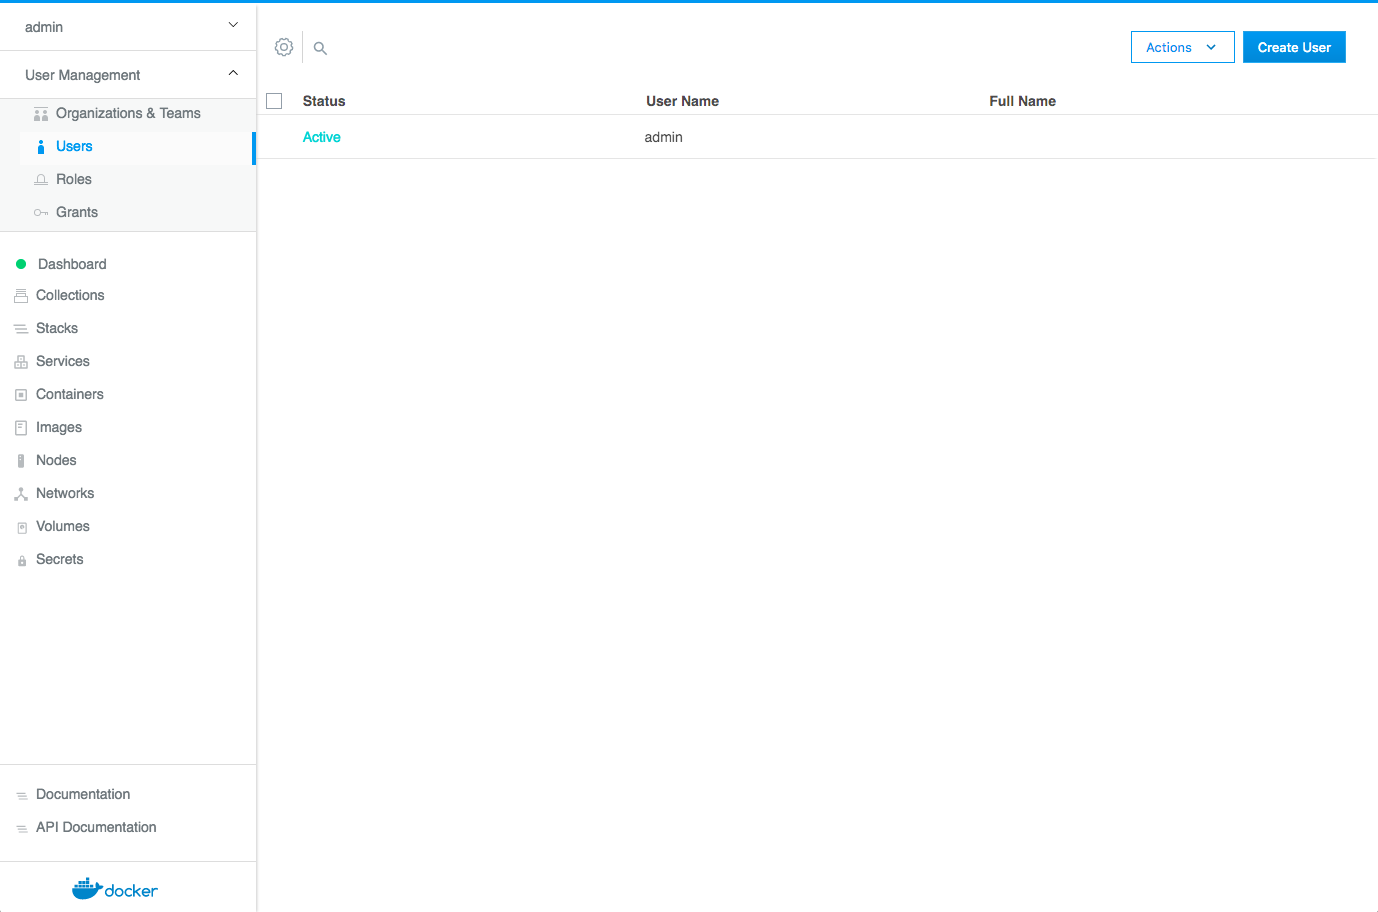 admin
User Management
Organizations & Teams
Users
Roles
Grants
Dashboard
Collections
Stacks
Services
Containers
Images
Nodes
Networks
Volumes
Secrets
Documentation
API Documentation
docker
Actions Create User
Status User Name Full Name
Active admin